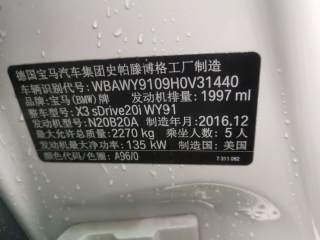 德国宝马汽车集团史帕滕博格工厂制造
车辆识别代号: WBAWY9109H0V31440
品牌: 宝马(BMW)牌 发动机排量: 1997 ml
整车型号: X3 sDrive20i WY91
发动机型号: N20B20A 制造年月: 2016.12
最大允许总质量: 2270 kg 乘坐人数: 5 人
发动机最大净功率: 135 kW 制造国: 美国
颜色代码/色图: A96/0
7 311 062